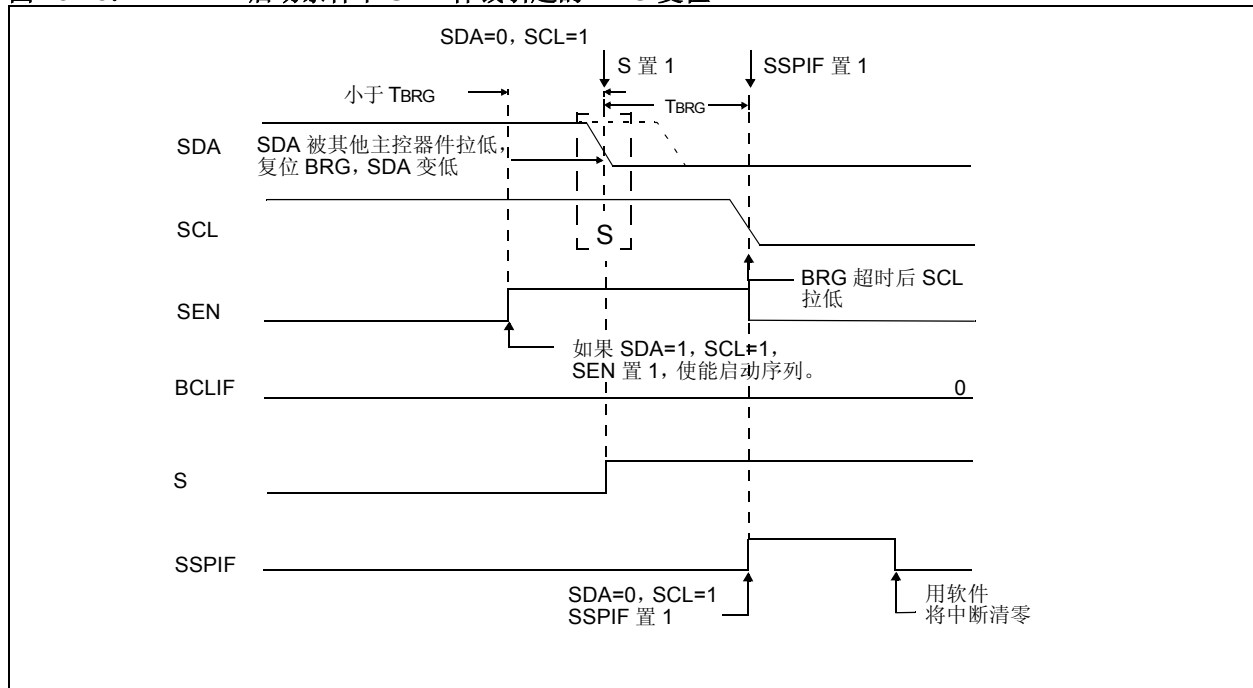 SDA=0，SCL=1
S 置 1
SSPIF 置 1
小于 TBRG
TBRG
SDA
SDA 被其他主控器件拉低，
复位 BRG，SDA 变低
SCL
S
BRG 超时后 SCL
拉低
SEN
如果 SDA=1，SCL=1，
SEN 置 1，使能启动序列。
BCLIF
0
S
SSPIF
SDA=0，SCL=1
SSPIF 置 1
用软件
将中断清零